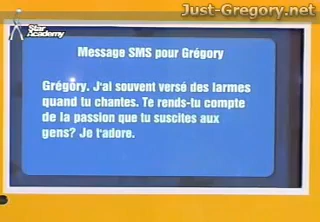 Just-Gregory.net
Star
Academy
Message SMS pour Grégory
Grégory. J'ai souvent versé des larmes
quand tu chantes. Te rends-tu compte
de la passion que tu suscites aux
gens? Je t'adore.